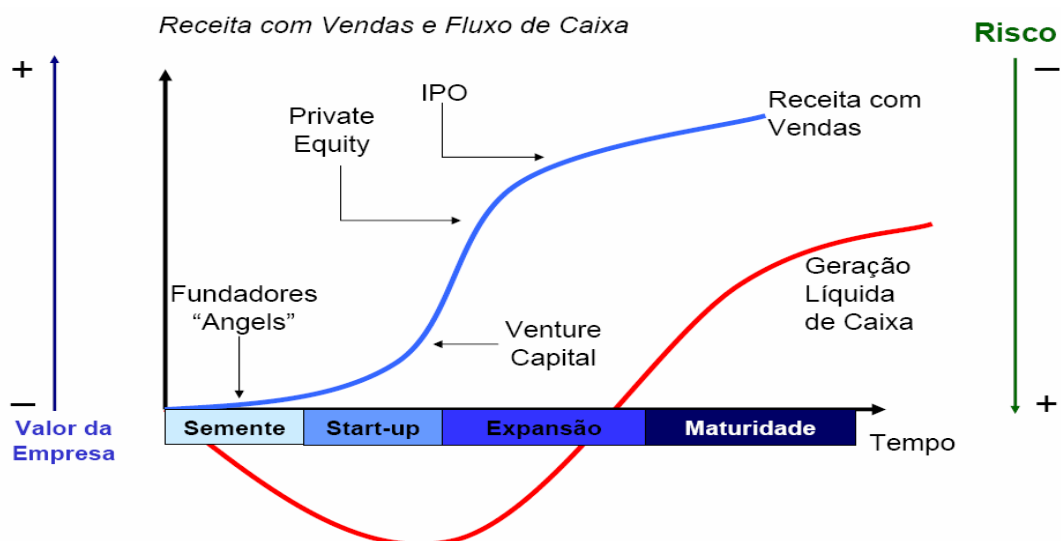 Receita com Vendas e Fluxo de Caixa
Risco
+
–
IPO
Private
Equity
Receita com
Vendas
Fundadores
“Angels”
Venture
Capital
Geração
Líquida
de Caixa
–
+
Valor da
Empresa
Semente
Start-up
Expansão
Maturidade
Tempo